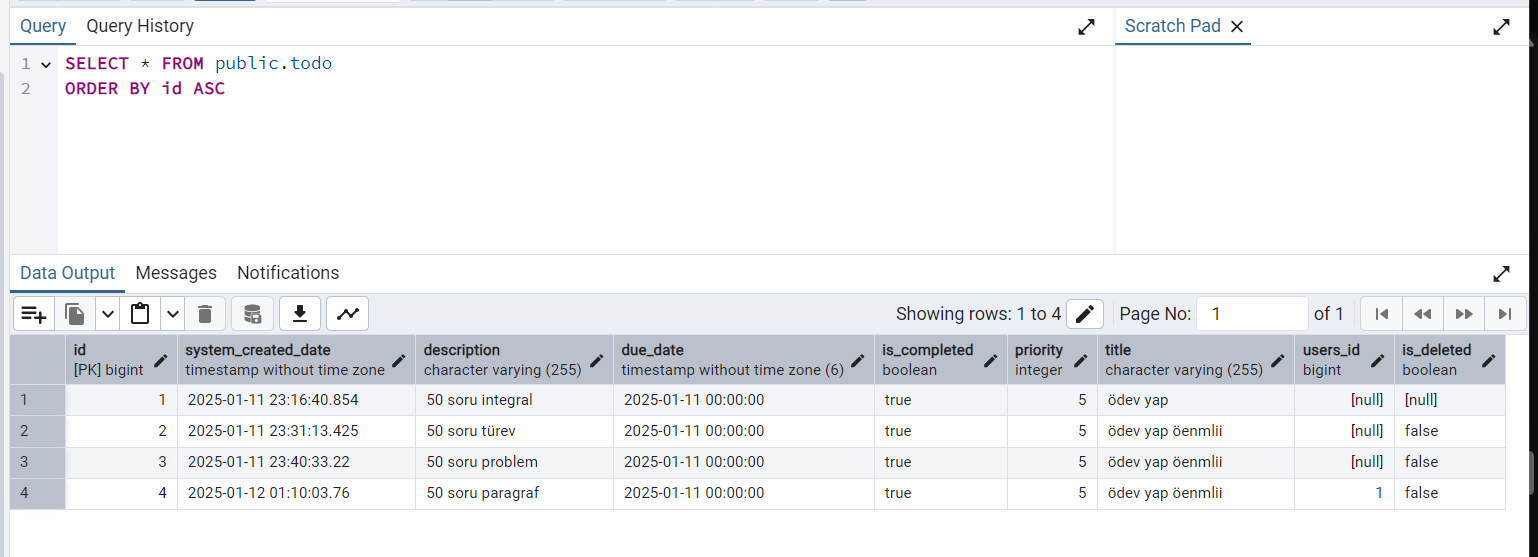 Query Query History Scratch Pad
1 SELECT * FROM public.todo
2 ORDER BY id ASC
Data Output Messages Notifications
Showing rows: 1 to 4 Page No: 1 of 1
id system_created_date description due_date is_completed priority title users_id is_deleted
[PK] bigint timestamp without time zone character varying (255) timestamp without time zone (6) boolean integer character varying (255) bigint boolean
1 1 2025-01-11 23:16:40.854 50 soru integral 2025-01-11 00:00:00 true 5 ödev yap [null] [null]
2 2 2025-01-11 23:31:13.425 50 soru türev 2025-01-11 00:00:00 true 5 ödev yap öenmlii [null] false
3 3 2025-01-11 23:40:33.22 50 soru problem 2025-01-11 00:00:00 true 5 ödev yap öenmlii [null] false
4 4 2025-01-12 01:10:03.76 50 soru paragraf 2025-01-11 00:00:00 true 5 ödev yap öenmlii 1 false